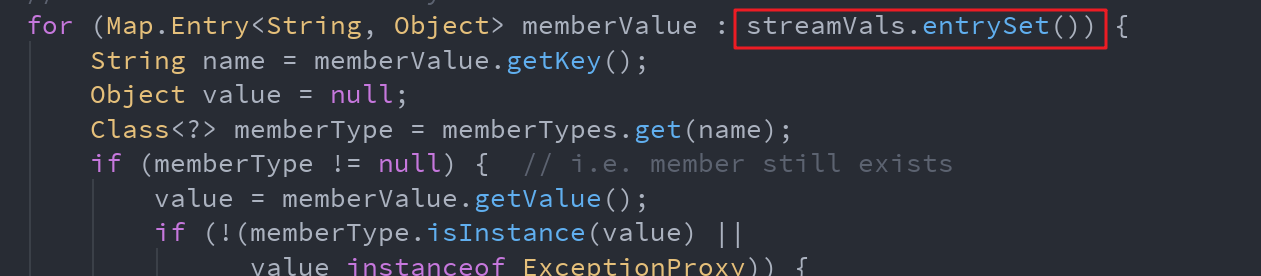 for (Map.Entry<String, Object> memberValue : streamVals.entrySet()) {
String name = memberValue.getKey();
Object value = null;
Class<?> memberType = memberTypes.get(name);
if (memberType != null) {  // i.e. member still exists
value = memberValue.getValue();
if (!(memberType.isInstance(value) ||
value instanceof ExceptionProxy)) {